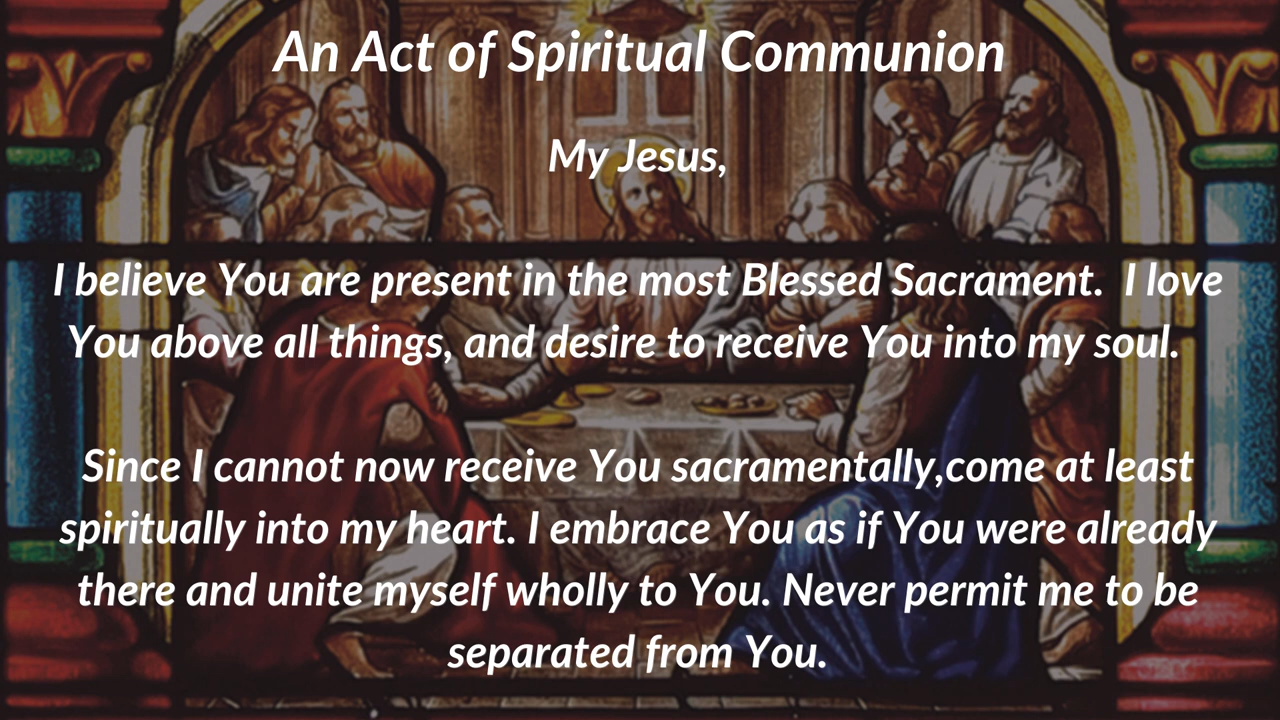 An Act of Spiritual Communion
My Jesus,
I believe You are present in the most Blessed Sacrament.  I love
You above all things, and desire to receive You into my soul.
Since I cannot now receive You sacramentally,come at least
spiritually into my heart. I embrace You as if You were already
there and unite myself wholly to You. Never permit me to be
separated from You.